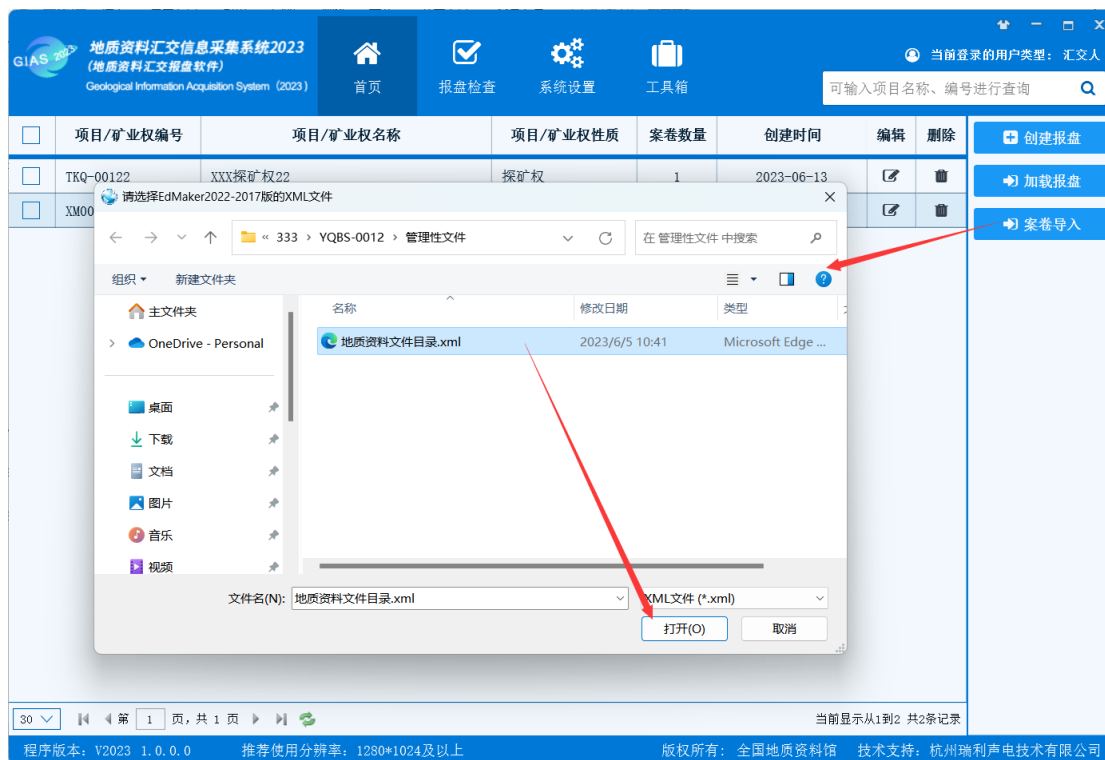 GIAS 2023
地质资料汇交信息采集系统2023
(地质资料汇交报盘软件)
Geological Information Acquisition System（2023）
首页
报盘检查
系统设置
工具箱
当前登录的用户类型： 汇交人
可输入项目名称、编号进行查询
项目/矿业权编号 项目/矿业权名称 项目/矿业权性质 案卷数量 创建时间 编辑 删除
TKQ-00122 XXX探矿权22 探矿权 1 2023-06-13
XM00
创建报盘
加载报盘
案卷导入
请选择EdMaker2022-2017版的XML文件
« 333 › YQBS-0012 › 管理性文件
在 管理性文件 中搜索
组织 新建文件夹
名称 修改日期 类型
主文件夹
地质资料文件目录.xml 2023/6/5 10:41 Microsoft Edge ...
OneDrive - Personal
桌面
下载
文档
图片
音乐
视频
文件名(N): 地质资料文件目录.xml XML文件 (*.xml)
打开(O) 取消
30 第 1 页，共 1 页
当前显示从1到2 共2条记录
程序版本：V2023 1.0.0.0 推荐使用分辨率：1280*1024及以上 版权所有： 全国地质资料馆 技术支持：杭州瑞利声电技术有限公司